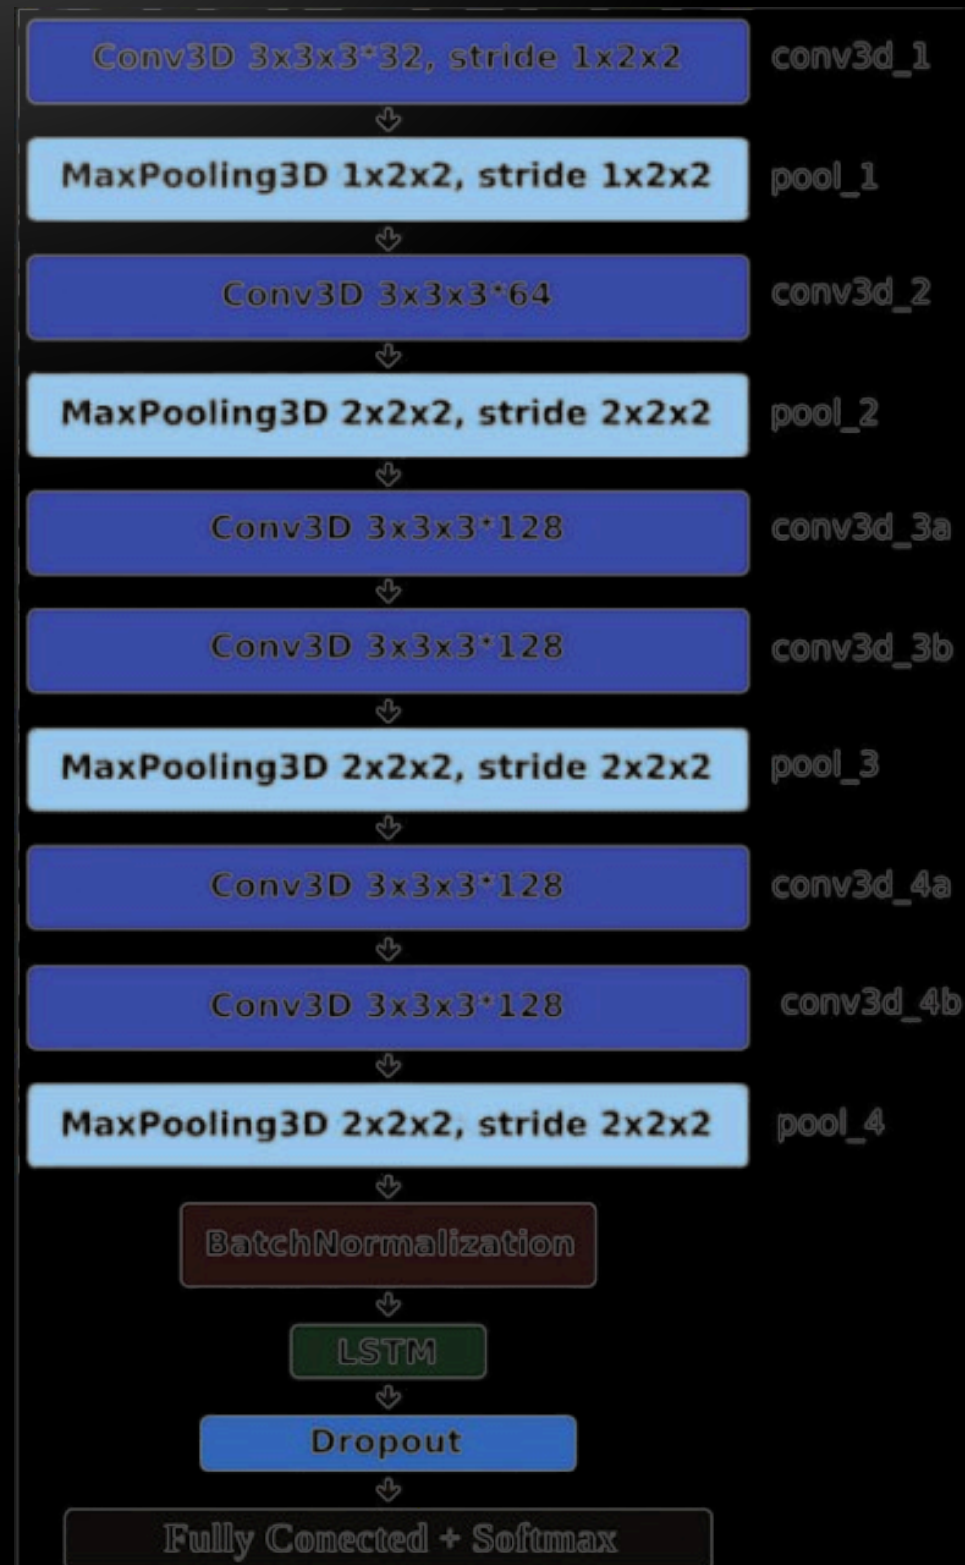 Conv3D 3x3x3*32, stride 1x2x2 conv3d_1
MaxPooling3D 1x2x2, stride 1x2x2 pool_1
Conv3D 3x3x3*64 conv3d_2
MaxPooling3D 2x2x2, stride 2x2x2 pool_2
Conv3D 3x3x3*128 conv3d_3a
Conv3D 3x3x3*128 conv3d_3b
MaxPooling3D 2x2x2, stride 2x2x2 pool_3
Conv3D 3x3x3*128 conv3d_4a
Conv3D 3x3x3*128 conv3d_4b
MaxPooling3D 2x2x2, stride 2x2x2 pool_4
BatchNormalization
LSTM
Dropout
Fully Conected + Softmax